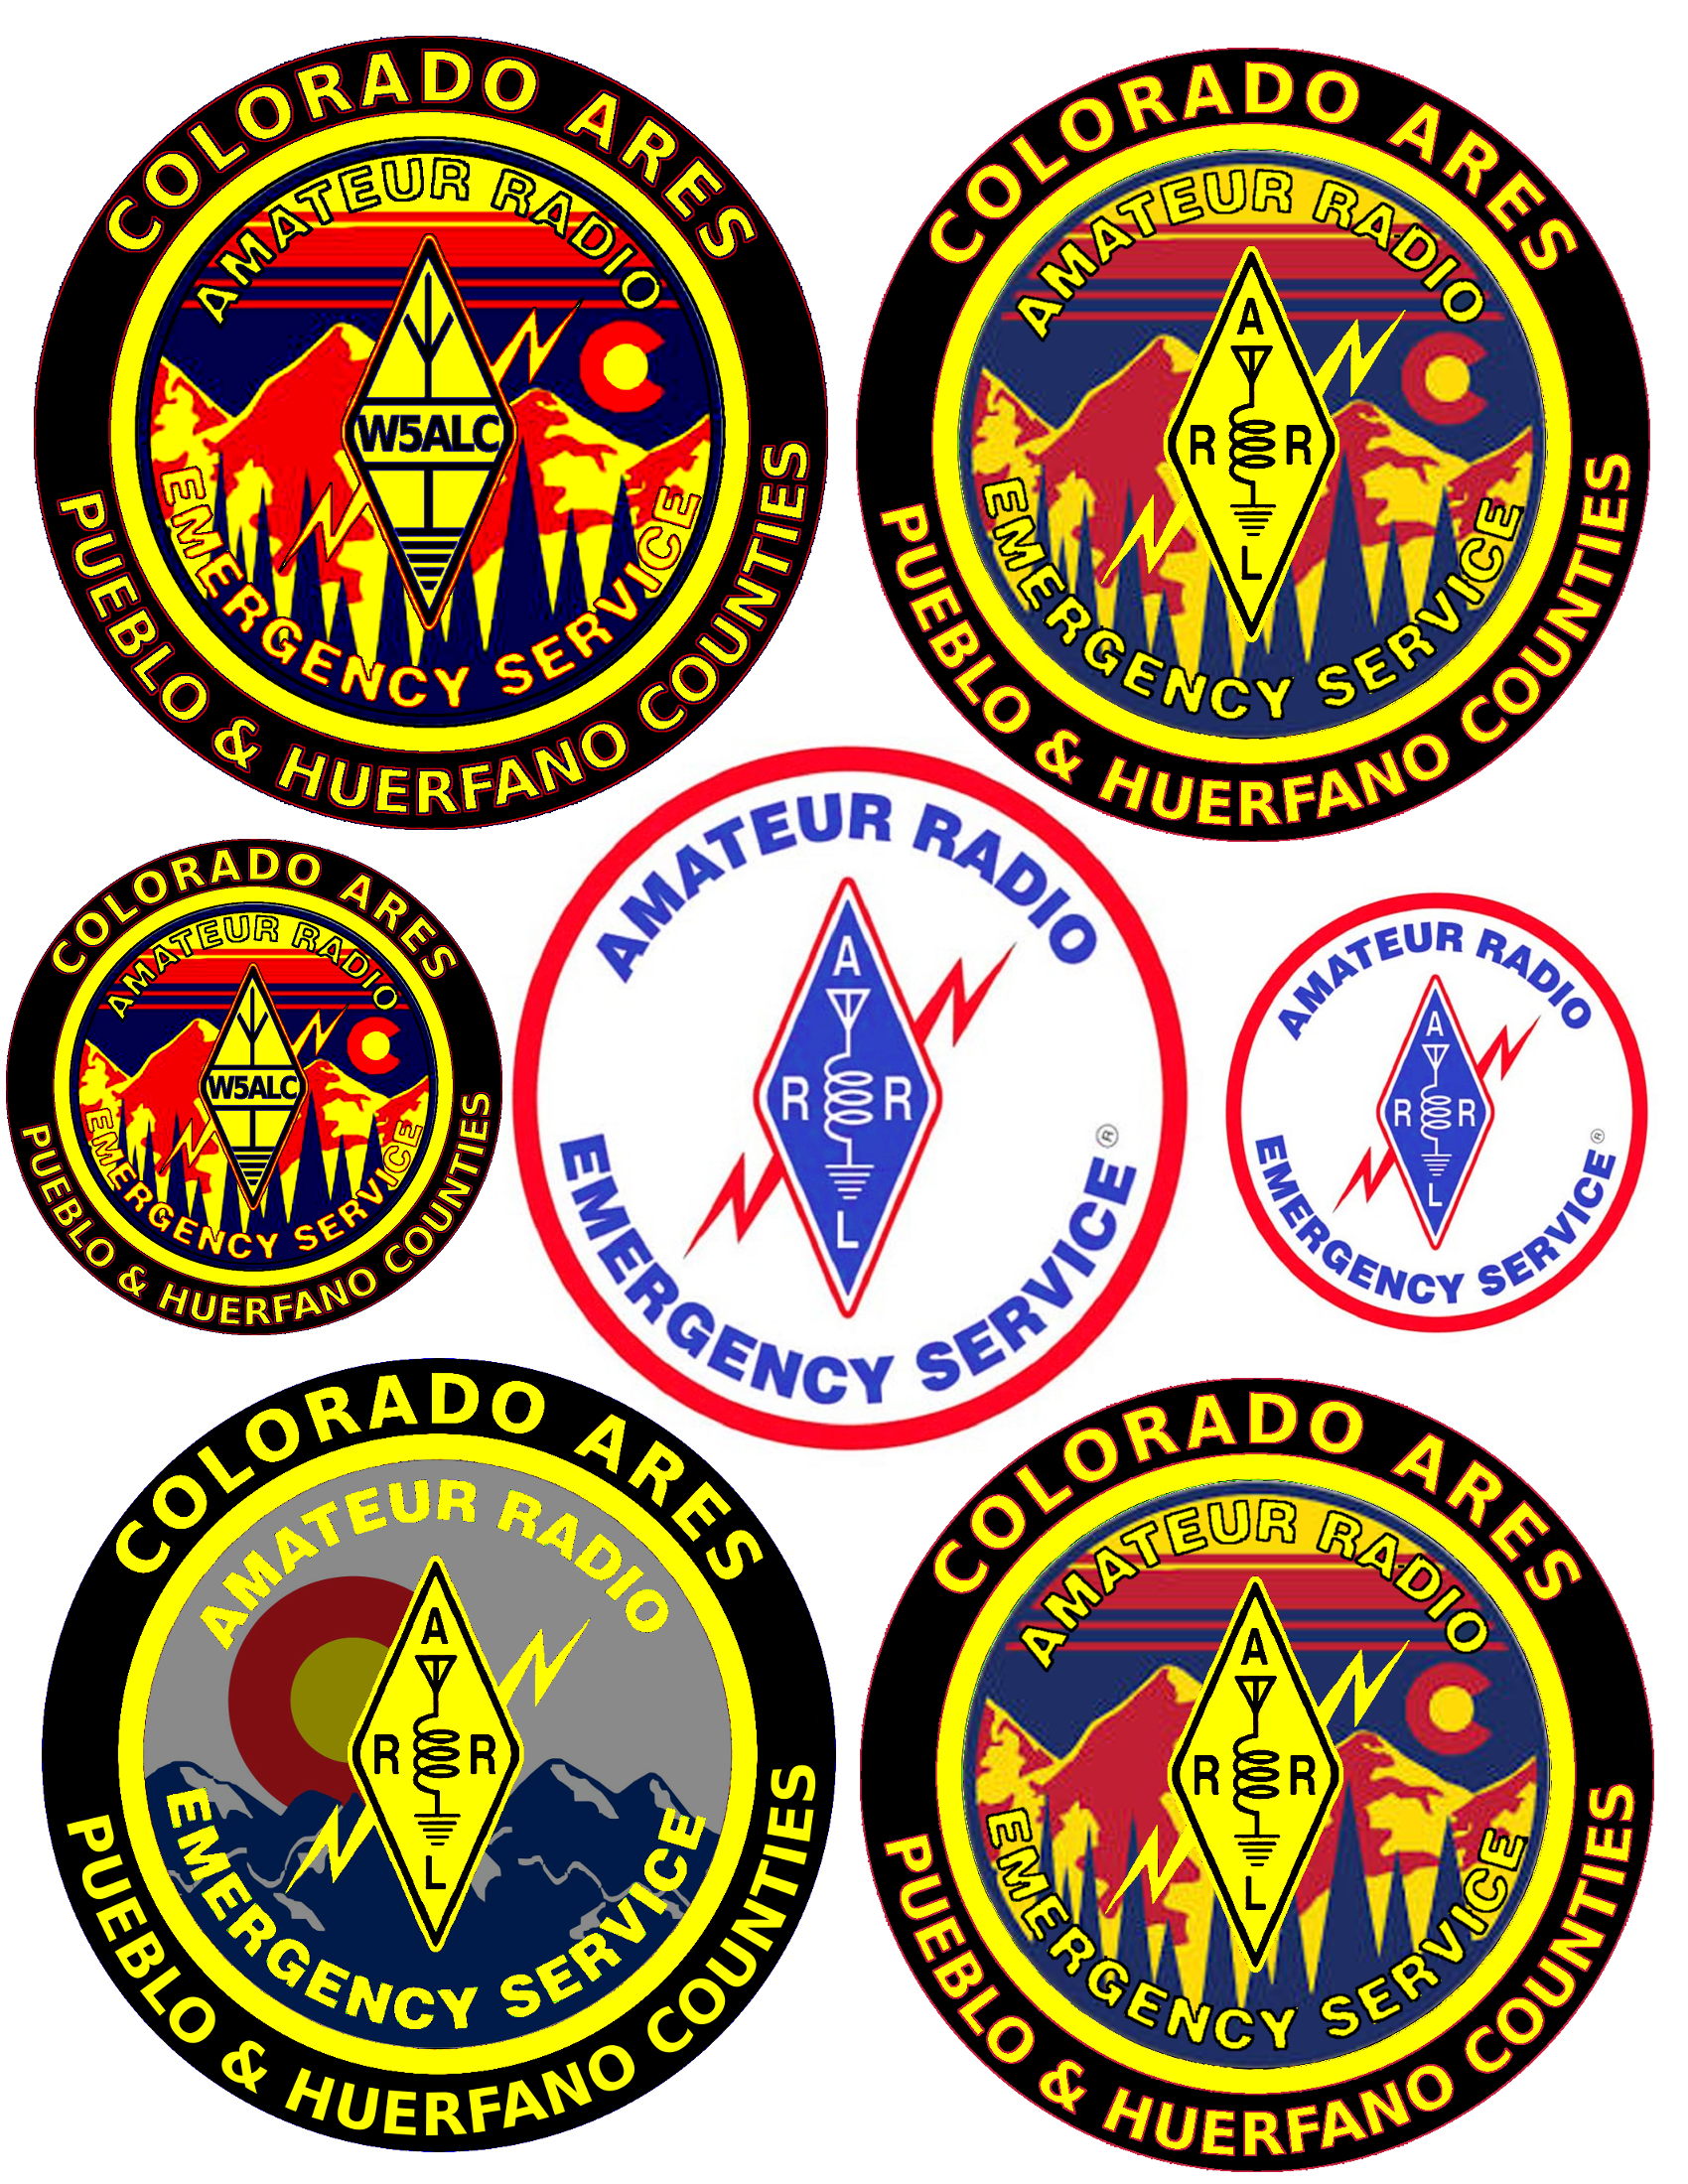 COLORADO ARES
AMATEUR RADIO
W5ALC
EMERGENCY SERVICE
PUEBLO & HUERFANO COUNTIES
COLORADO ARES
AMATEUR RADIO
A
R R
L
EMERGENCY SERVICE
PUEBLO & HUERFANO COUNTIES
COLORADO ARES
AMATEUR RADIO
W5ALC
EMERGENCY SERVICE
PUEBLO & HUERFANO COUNTIES
AMATEUR RADIO
A
R R
L
EMERGENCY SERVICE®
AMATEUR RADIO
A
R R
L
EMERGENCY SERVICE®
COLORADO ARES
AMATEUR RADIO
A
R R
L
EMERGENCY SERVICE
PUEBLO & HUERFANO COUNTIES
COLORADO ARES
AMATEUR RADIO
A
R R
L
EMERGENCY SERVICE
PUEBLO & HUERFANO COUNTIES